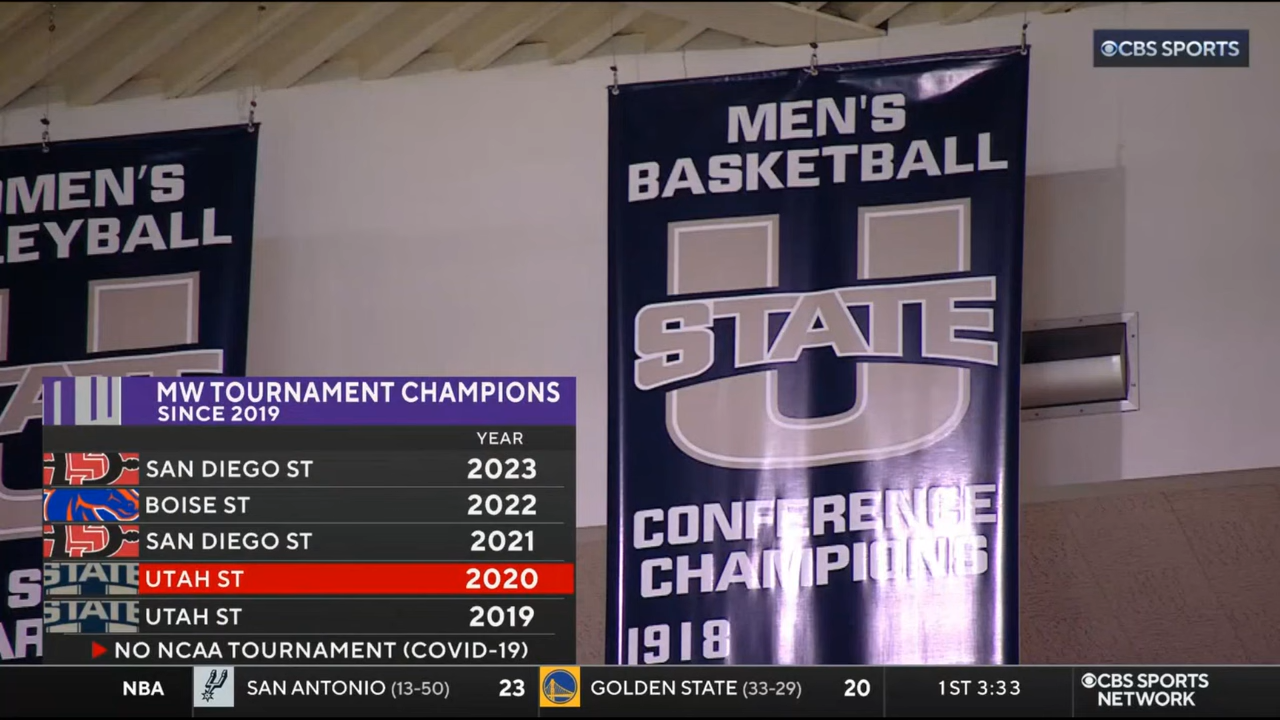 CBS SPORTS
MEN'S
BASKETBALL
STATE
CONFERENCE
CHAMPIONS
1918
MW TOURNAMENT CHAMPIONS
SINCE 2019
YEAR
SAN DIEGO ST 2023
BOISE ST 2022
SAN DIEGO ST 2021
STATE UTAH ST 2020
STATE UTAH ST 2019
NO NCAA TOURNAMENT (COVID-19)
NBA SAN ANTONIO (13-50) 23 GOLDEN STATE (33-29) 20 1ST 3:33
CBS SPORTS
NETWORK